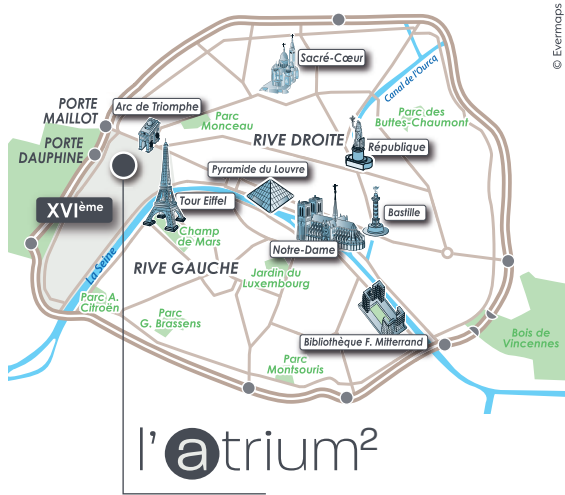 © Evermaps
Sacré-Cœur
Canal de l'Ourcq
PORTE
MAILLOT
Arc de Triomphe
Parc
Monceau
Parc des
Buttes-Chaumont
RIVE DROITE
République
PORTE
DAUPHINE
Pyramide du Louvre
XVIème
Tour Eiffel
Bastille
Champ
de Mars
Notre-Dame
La Seine
RIVE GAUCHE
Jardin du
Luxembourg
Parc A.
Citroën
Parc
G. Brassens
Bibliothèque F. Mitterrand
Bois de
Vincennes
Parc
Montsouris
l'atrium²